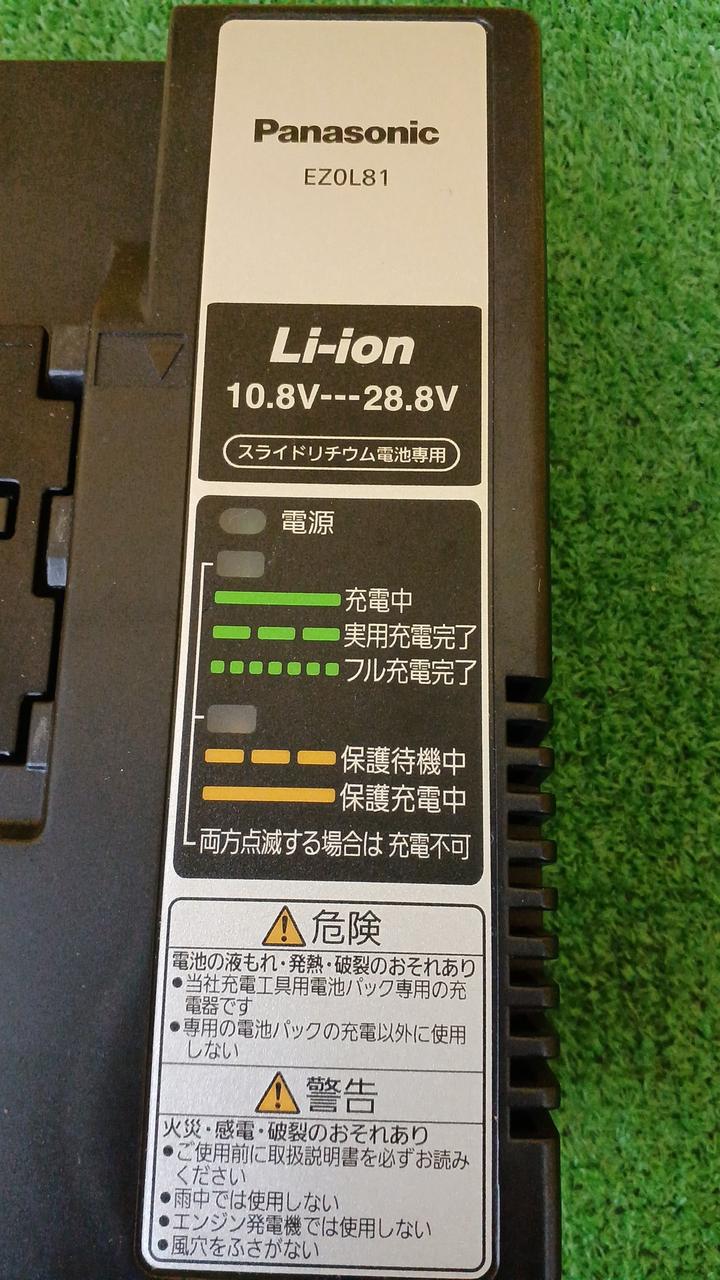 Panasonic
EZ0L81
Li-ion
10.8V---28.8V
スライドリチウム電池専用
電源
充電中
実用充電完了
フル充電完了
保護待機中
保護充電中
両方点滅する場合は 充電不可
危険
電池の液もれ・発熱・破裂のおそれあり
●当社充電工具用電池パック専用の充
電器です
●専用の電池パックの充電以外に使用
しない
警告
火災・感電・破裂のおそれあり
●ご使用前に取扱説明書を必ずお読み
ください
●雨中では使用しない
●エンジン発電機では使用しない
●風穴をふさがない